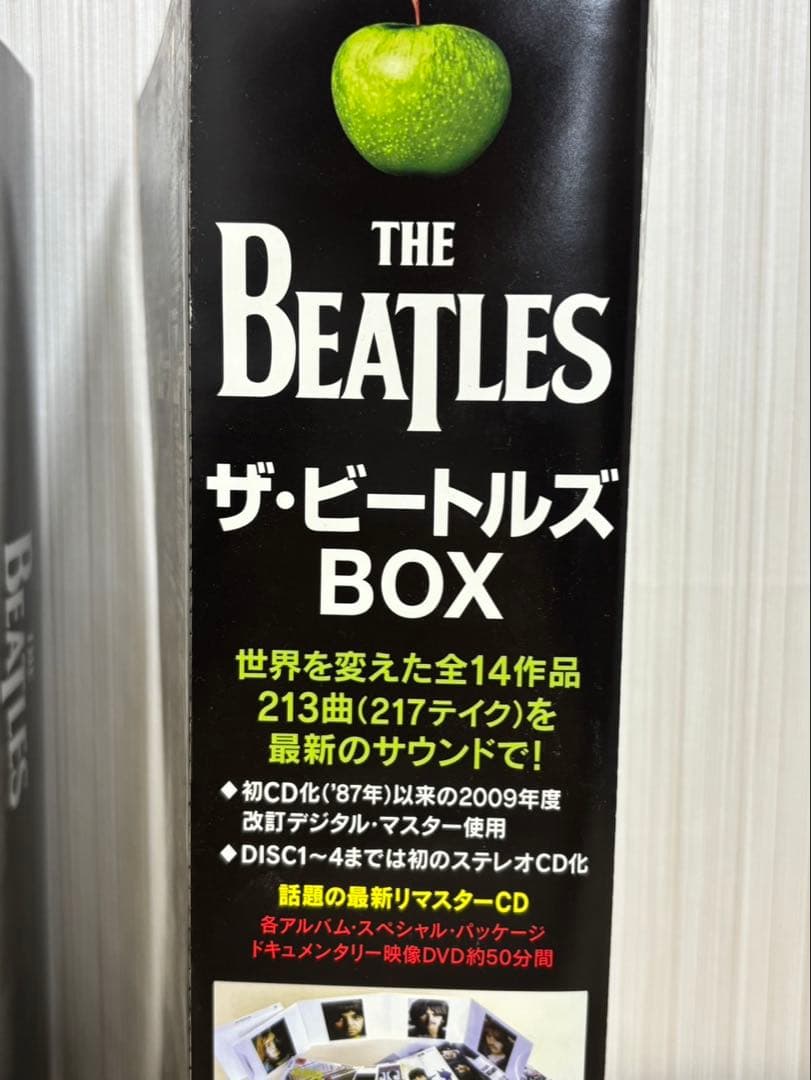 THE
BEATLES
ザ・ビートルズ
BOX
世界を変えた全14作品
213曲(217テイク)を
最新のサウンドで!
◆初CD化('87年)以来の2009年度
改訂デジタル・マスター使用
◆DISC1〜4までは初のステレオCD化
話題の最新リマスターCD
各アルバム・スペシャル・パッケージ
ドキュメンタリー映像DVD約50分間
THE
BEATLES